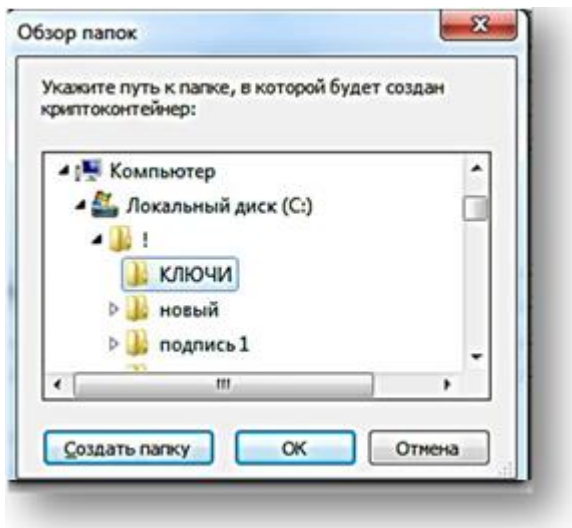 Обзор папок
Укажите путь к папке, в которой будет создан
криптоконтейнер:
Компьютер
Локальный диск (C:)
!
КЛЮЧИ
новый
подпись 1
Создать папку
ОК
Отмена